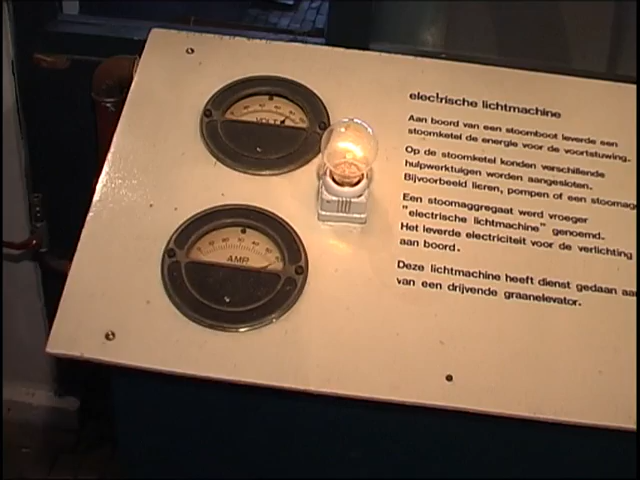 electrische lichtmachine
Aan boord van een stoomboot leverde een
stoomketel de energie voor de voortstuwing.
Op de stoomketel konden verschillende
hulpwerktuigen worden aangesloten.
Bijvoorbeeld lieren, pompen of een stoomag
Een stoomaggregaat werd vroeger
"electrische lichtmachine" genoemd.
Het leverde electriciteit voor de verlichting
aan boord.
Deze lichtmachine heeft dienst gedaan aa
van een drijvende graanelevator.
VOLT
AMP.